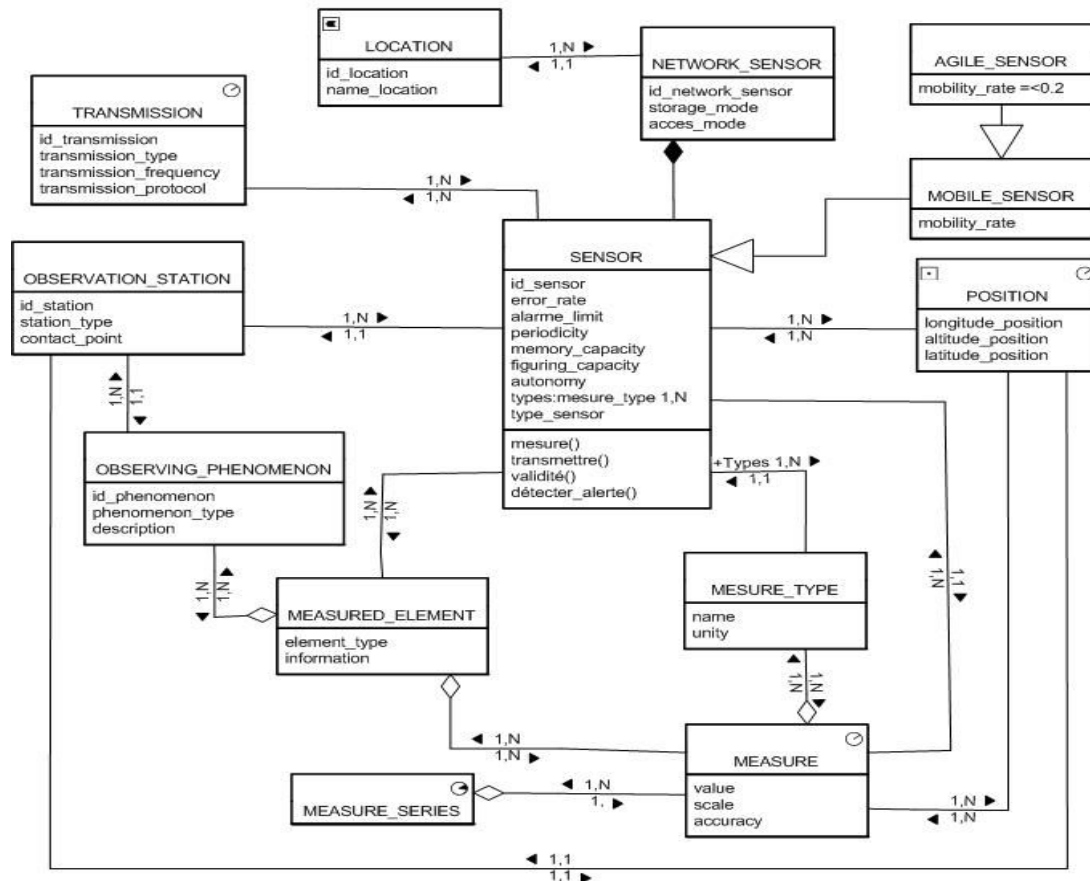 LOCATION
id_location
name_location
1,N
1,1
NETWORK_SENSOR
id_network_sensor
storage_mode
acces_mode
AGILE_SENSOR
mobility_rate =<0.2
TRANSMISSION
id_transmission
transmission_type
transmission_frequency
transmission_protocol
1,N
1,N
MOBILE_SENSOR
mobility_rate
OBSERVATION_STATION
id_station
station_type
contact_point
1,N
1,1
SENSOR
id_sensor
error_rate
alarme_limit
periodicity
memory_capacity
figuring_capacity
autonomy
types:mesure_type 1,N
type_sensor
mesure()
transmettre()
validité()
détecter_alerte()
POSITION
longitude_position
altitude_position
latitude_position
1,N
1,N
1,N
1,1
OBSERVING_PHENOMENON
id_phenomenon
phenomenon_type
description
+Types 1,N
1,1
1,N
1,N
1,N
1,N
MEASURED_ELEMENT
element_type
information
MESURE_TYPE
name
unity
1,N
1,1
1,N
1,N
1,N
1,N
MEASURE
value
scale
accuracy
MEASURE_SERIES
1,N
1,
1,N
1,N
1,1
1,1